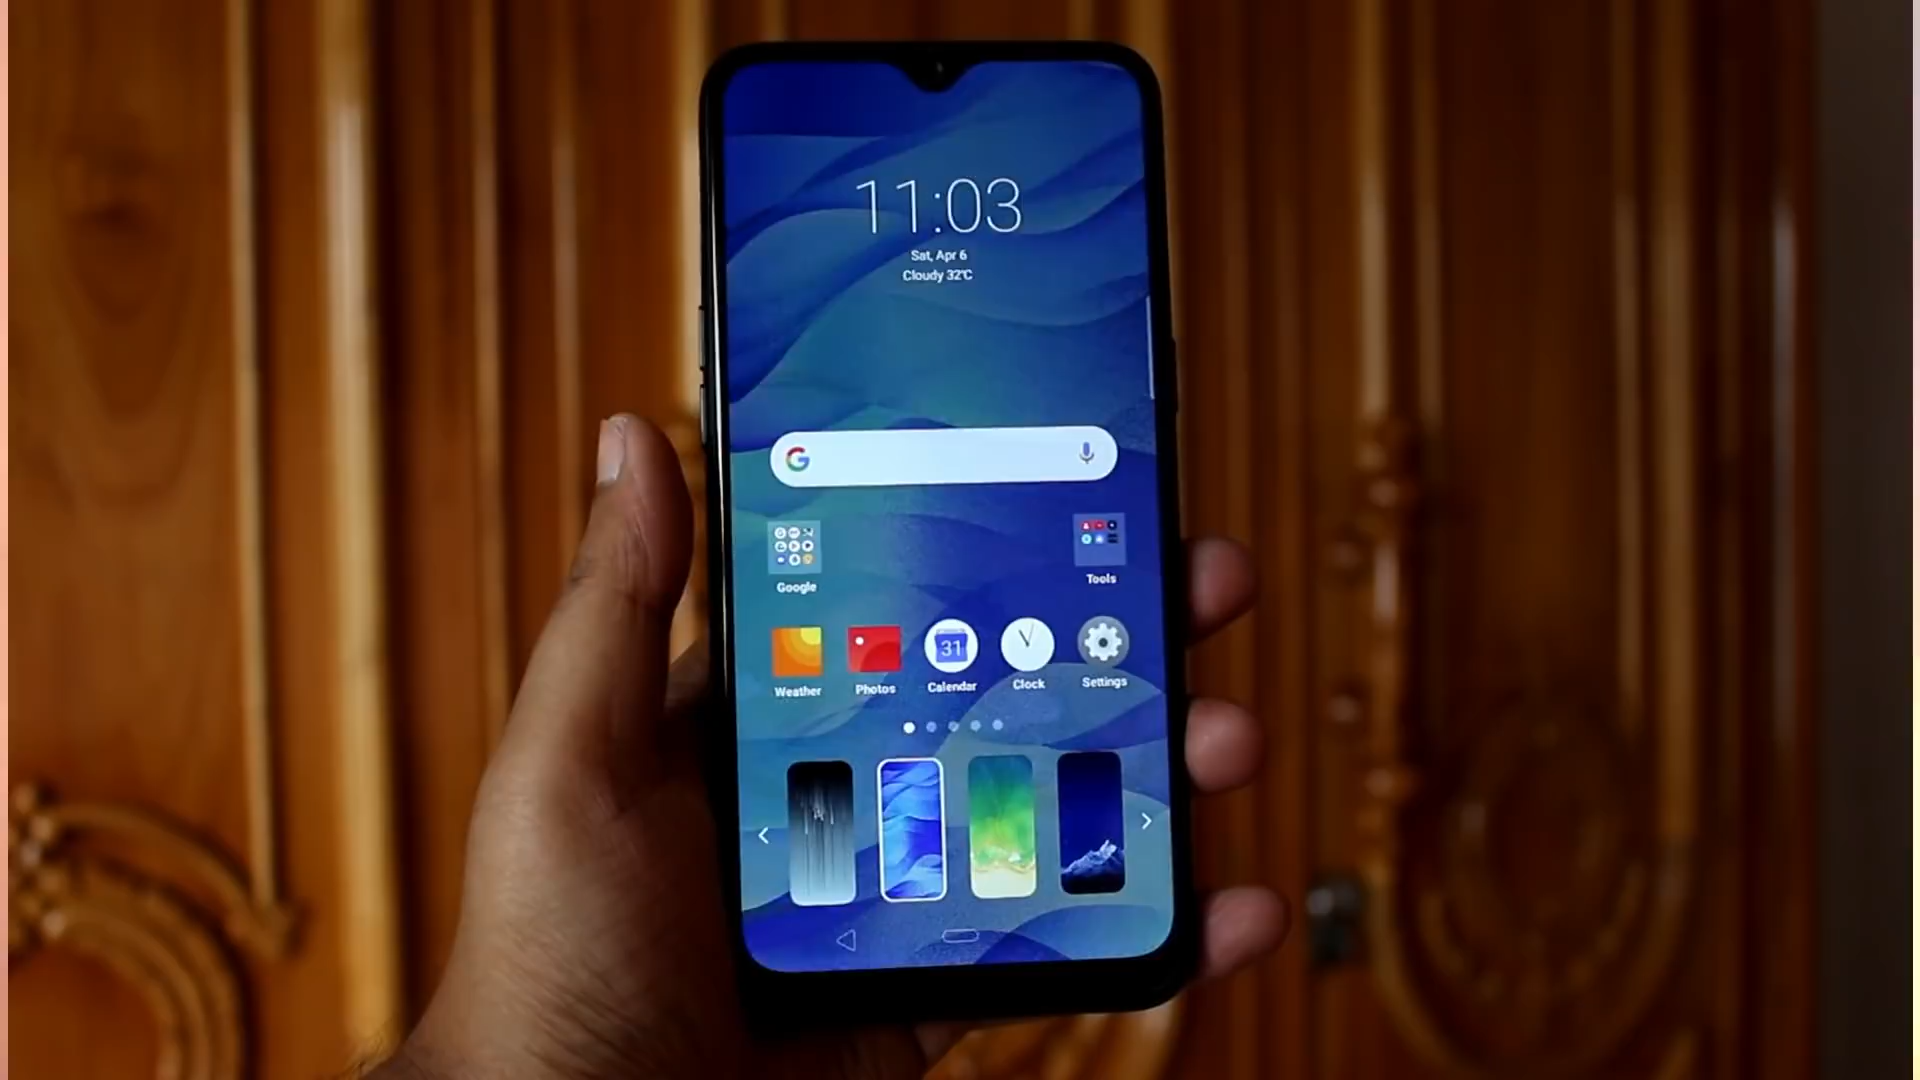 11:03
Sat, Apr 6
Cloudy 32°C
G
Google
Tools
31
Weather
Photos
Calendar
Clock
Settings